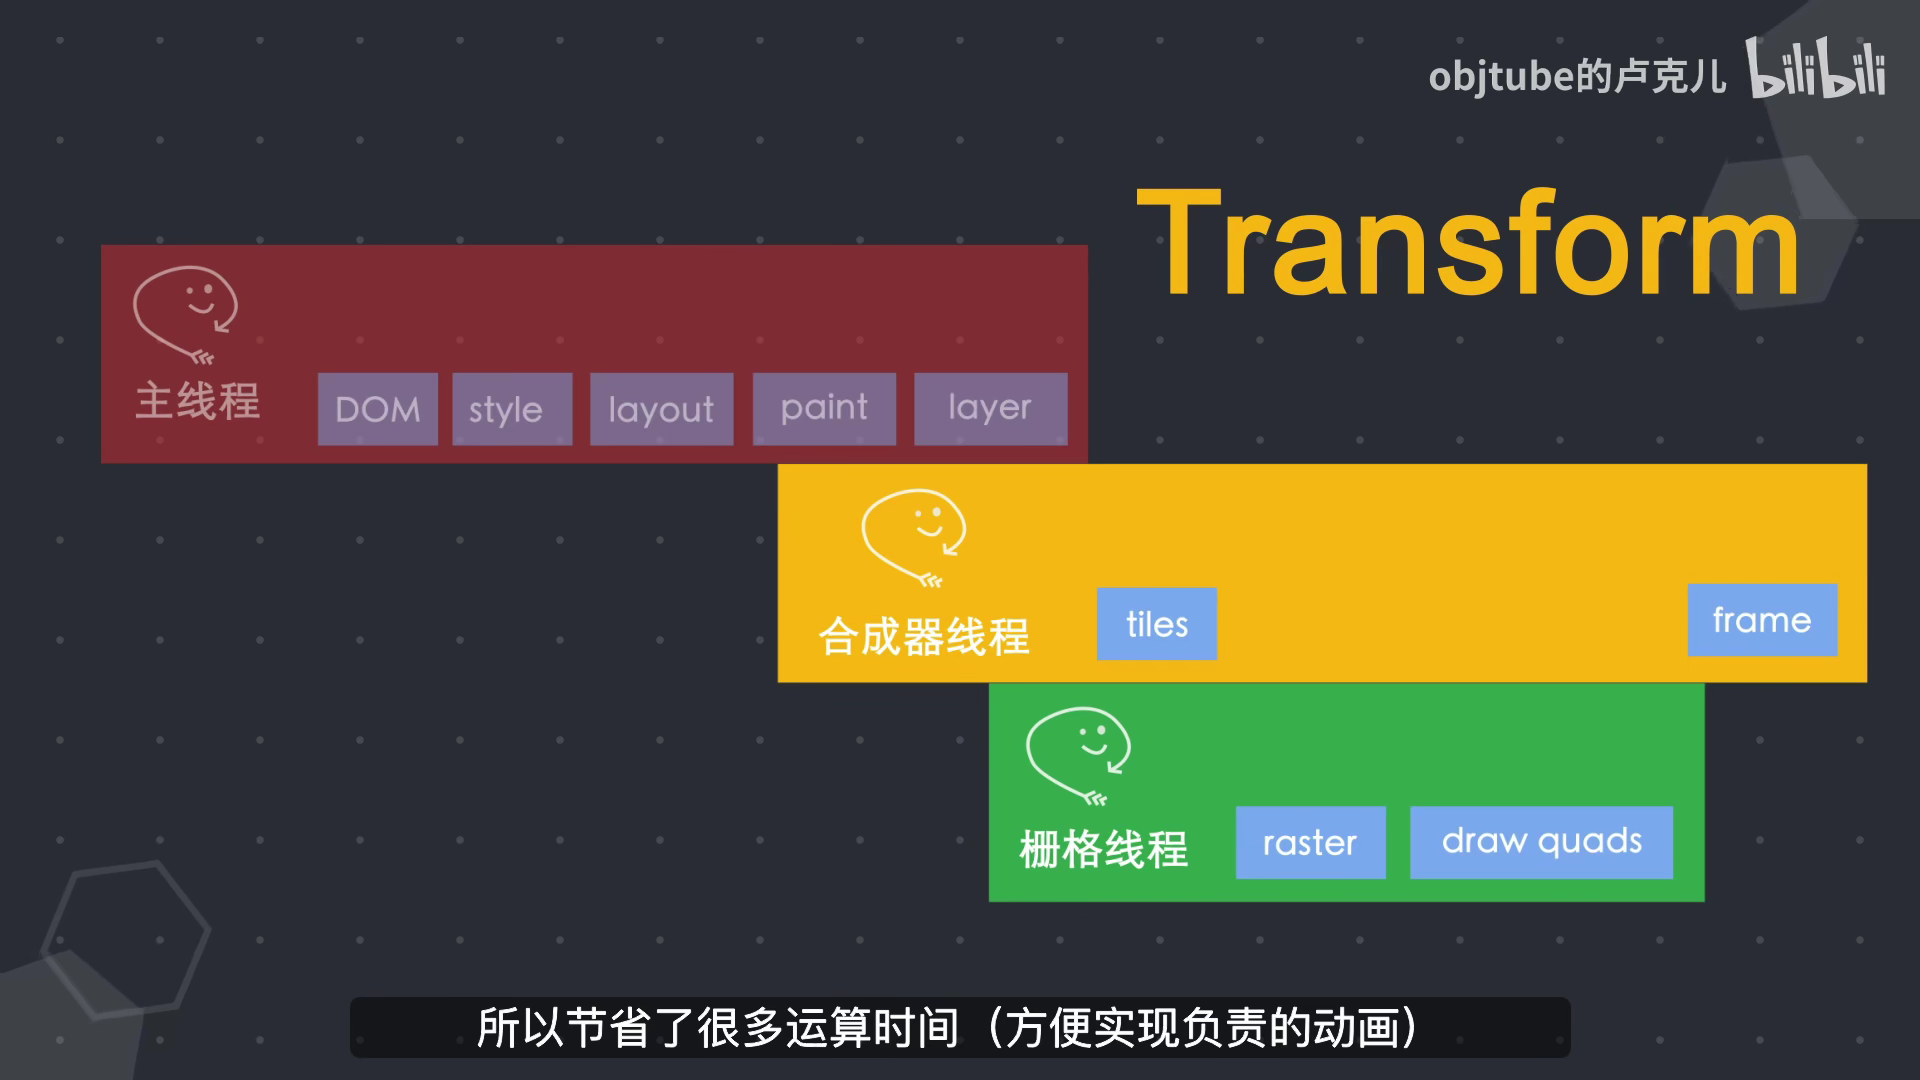 objtube的卢克儿 bilibili
Transform
主线程 DOM style layout paint layer
合成器线程 tiles frame
栅格线程 raster draw quads
所以节省了很多运算时间（方便实现负责的动画）